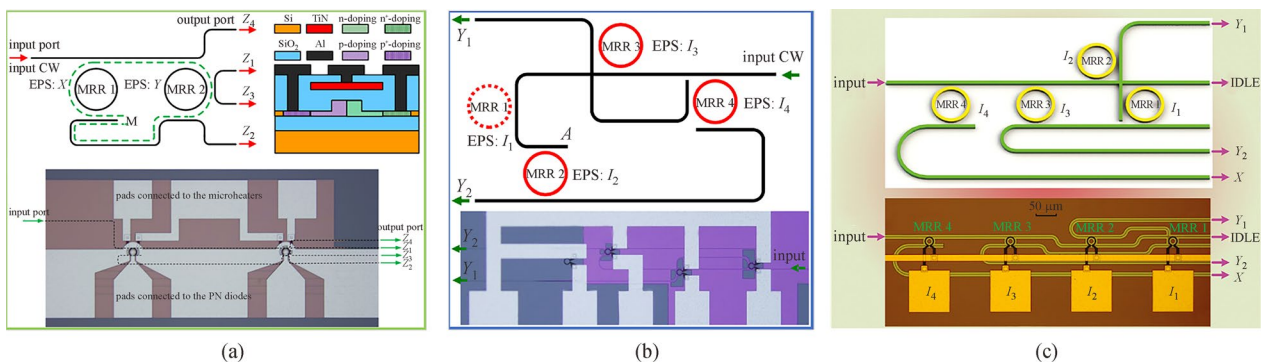 output port
Z4
Si
TiN
n-doping
n+-doping
input port
SiO2
Al
p-doping
p+-doping
input CW
Z1
EPS: X
MRR 1
EPS: Y
MRR 2
Z3
M
Z2
pads connected to the microheaters
input port
output port
Z4
Z1
Z3
Z2
pads connected to the PN diodes
(a)
Y1
MRR 3
EPS: I3
input CW
MRR 1
MRR 4
EPS: I4
EPS: I1
A
MRR 2
EPS: I2
Y2
Y2
Y1
input
(b)
Y1
I2
MRR 2
input
IDLE
MRR 4
I4
MRR 3
I3
MRR 1
I1
Y2
X
50 μm
MRR 4
MRR 3
MRR 2
MRR 1
Y1
input
IDLE
Y2
X
I4
I3
I2
I1
(c)